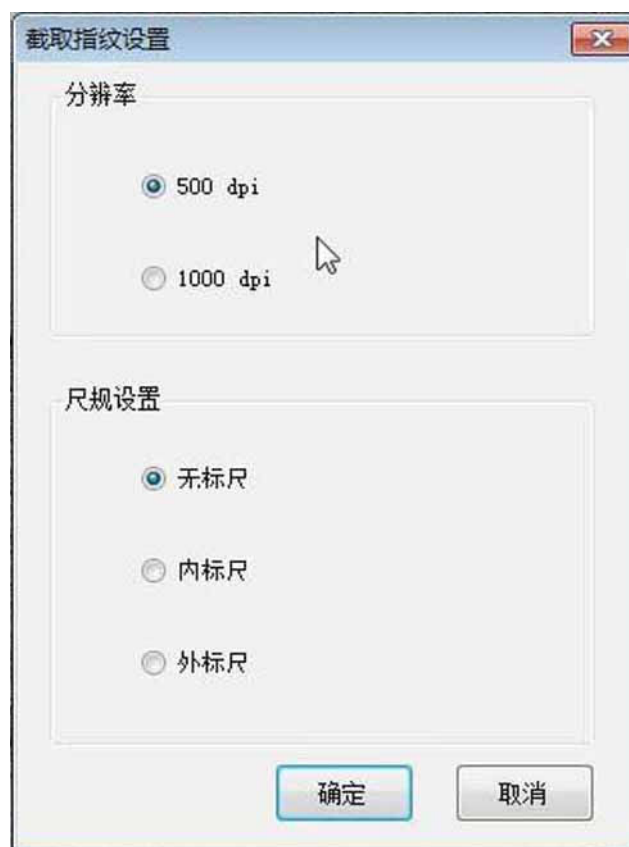 截取指纹设置
分辨率
500 dpi
1000 dpi
尺规设置
无标尺
内标尺
外标尺
确定 取消